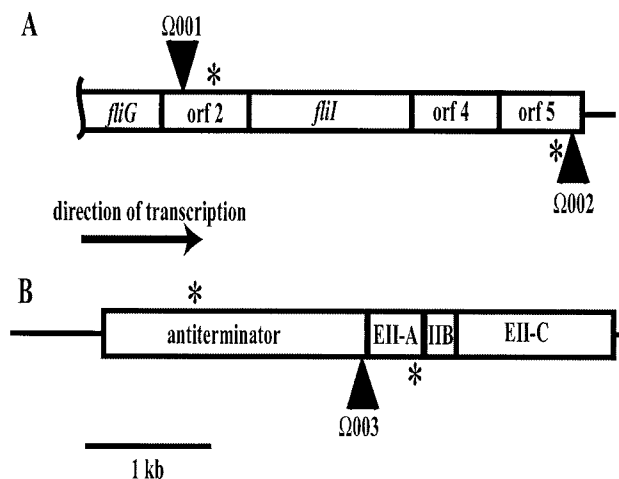 A
Ω001
*
fliG orf 2 fliI orf 4 orf 5
*
Ω002
direction of transcription
B
*
antiterminator EII-A IIB EII-C
*
Ω003
1 kb